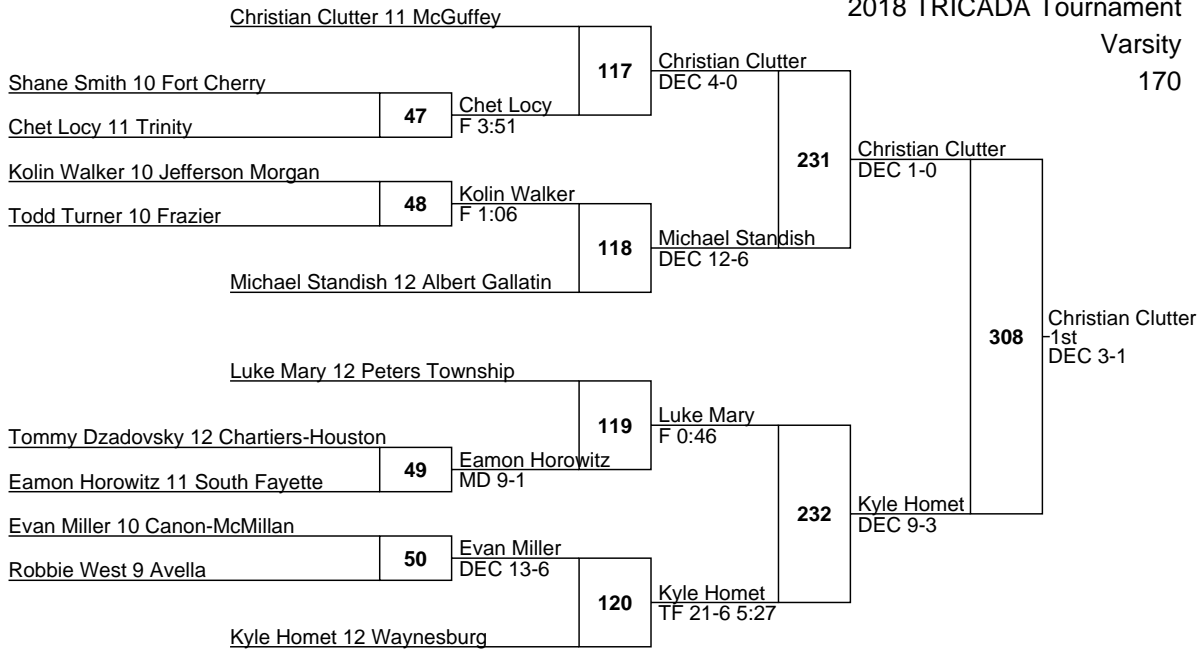 2018 TRICADA Tournament
Varsity
170
Christian Clutter 11 McGuffey
117
Christian Clutter
DEC 4-0
Shane Smith 10 Fort Cherry
47
Chet Locy
F 3:51
Chet Locy 11 Trinity
231
Christian Clutter
DEC 1-0
Kolin Walker 10 Jefferson Morgan
48
Kolin Walker
F 1:06
Todd Turner 10 Frazier
118
Michael Standish
DEC 12-6
Michael Standish 12 Albert Gallatin
308
Christian Clutter
1st
DEC 3-1
Luke Mary 12 Peters Township
119
Luke Mary
F 0:46
Tommy Dzadovsky 12 Chartiers-Houston
49
Eamon Horowitz
MD 9-1
Eamon Horowitz 11 South Fayette
232
Kyle Homet
DEC 9-3
Evan Miller 10 Canon-McMillan
50
Evan Miller
DEC 13-6
Robbie West 9 Avella
120
Kyle Homet
TF 21-6 5:27
Kyle Homet 12 Waynesburg